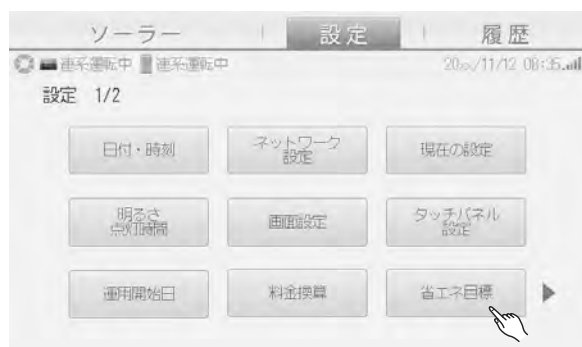 ソーラー 設定 履歴
連系運転中 連系運転中 20○○/11/12 08:35
設定 1/2
日付・時刻 ネットワーク 現在の設定
設定
明るさ 画面設定 タッチパネル
点灯時間 設定
運用開始日 料金換算 省エネ目標